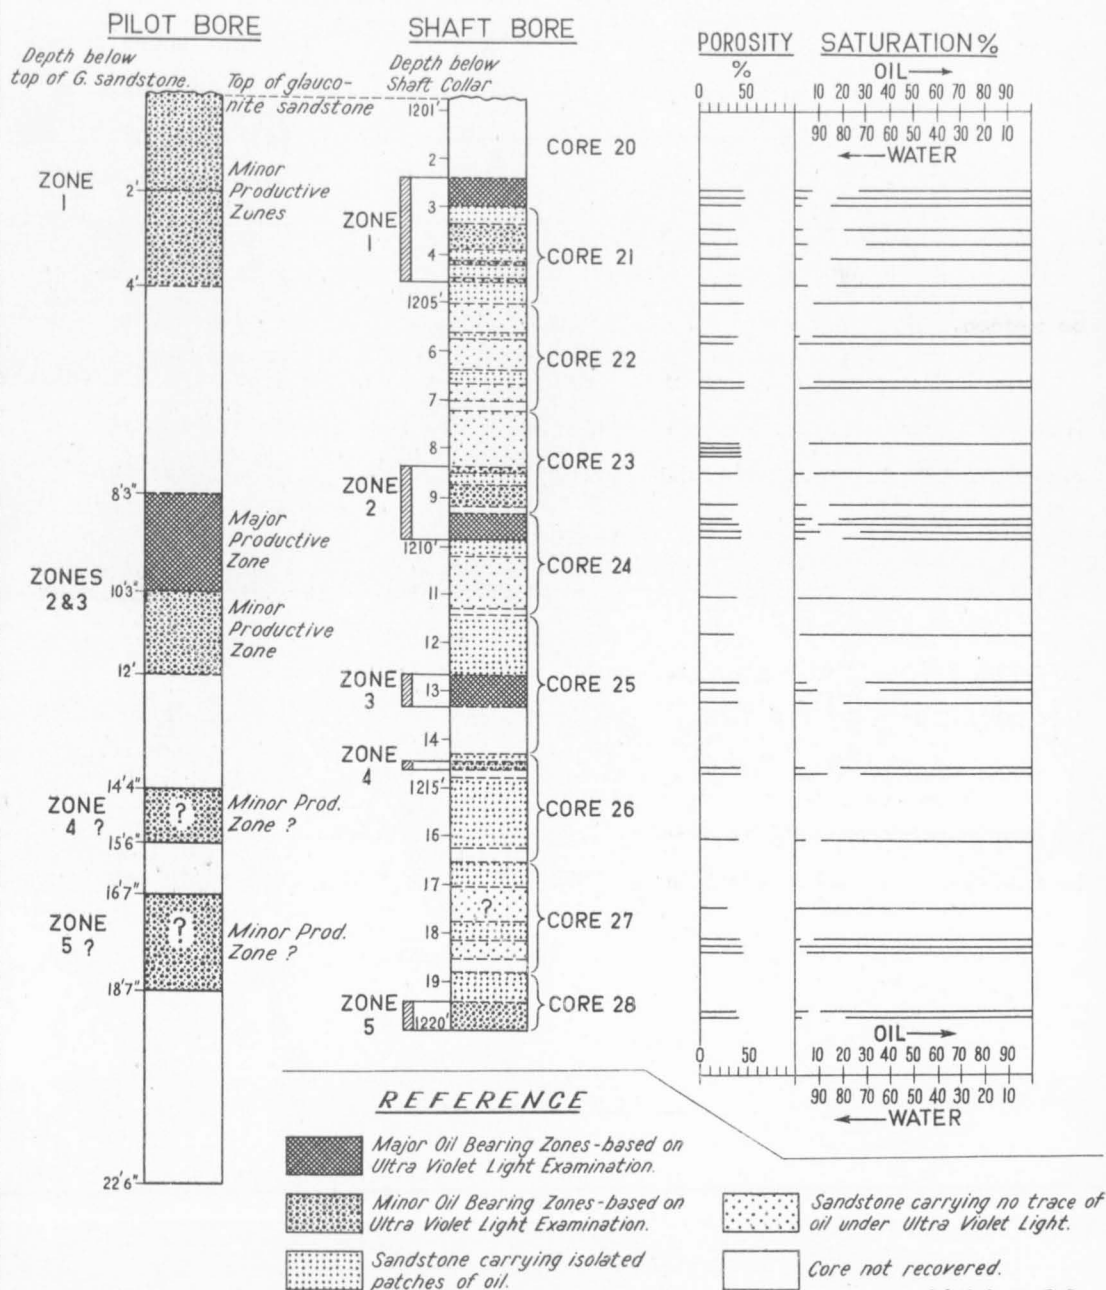 PILOT BORE
SHAFT BORE
POROSITY
%
SATURATION %
OIL→
←WATER
Depth below
top of G. sandstone.
Top of glauco-
nite sandstone
Depth below
Shaft Collar
0 50
10 20 30 40 50 60 70 80 90
90 80 70 60 50 40 30 20 10
ZONE
1
2'
4'
Minor
Productive
Zunes
8'3"
Major
Productive
Zone
ZONES
2 & 3
10'3"
Minor
Productive
Zone
12'
14'4"
ZONE
4 ?
?
Minor Prod.
Zone ?
15'6"
16'7"
ZONE
5 ?
?
Minor Prod.
Zone ?
18'7"
22'6"
1201'
2
3
4
1205'
6
7
8
9
1210'
11
12
13
14
1215'
16
17
?
18
19
1220'
ZONE
1
ZONE
2
ZONE
3
ZONE
4
ZONE
5
CORE 20
CORE 21
CORE 22
CORE 23
CORE 24
CORE 25
CORE 26
CORE 27
CORE 28
OIL→
0 50
10 20 30 40 50 60 70 80 90
90 80 70 60 50 40 30 20 10
←WATER
REFERENCE
Major Oil Bearing Zones-based on
Ultra Violet Light Examination.
Minor Oil Bearing Zones-based on
Ultra Violet Light Examination.
Sandstone carrying isolated
patches of oil.
Sandstone carrying no trace of
oil under Ultra Violet Light.
Core not recovered.